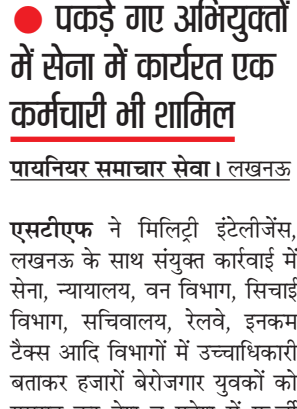 पकड़े गए अभियुक्तों
में सेना में कार्यरत एक
कर्मचारी भी शामिल
पायनियर समाचार सेवा। लखनऊ
एसटीएफ ने मिलिट्री इंटेलीजेंस,
लखनऊ के साथ संयुक्त कार्रवाई में
सेना, न्यायालय, वन विभाग, सिचाई
विभाग, सचिवालय, रेलवे, इनकम
टैक्स आदि विभागों में उच्चाधिकारी
बताकर हजारों बेरोजगार युवकों को